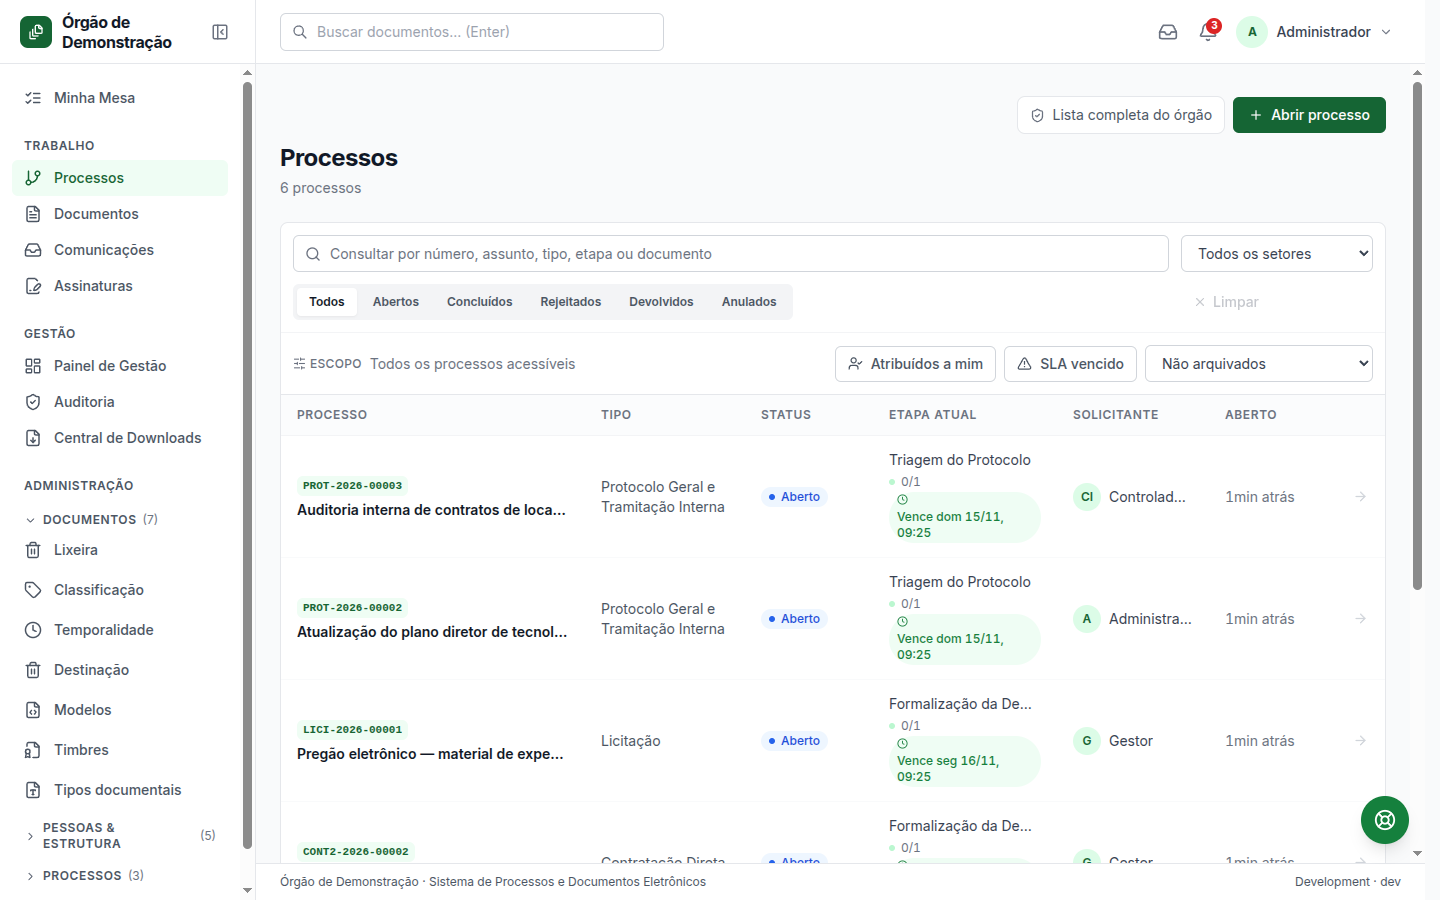 Órgão de
Demonstração
Buscar documentos... (Enter)
3
A
Administrador
Minha Mesa
TRABALHO
Processos
Documentos
Comunicações
Assinaturas
GESTÃO
Painel de Gestão
Auditoria
Central de Downloads
ADMINISTRAÇÃO
DOCUMENTOS (7)
Lixeira
Classificação
Temporalidade
Destinação
Modelos
Timbres
Tipos documentais
PESSOAS &
ESTRUTURA (5)
PROCESSOS (3)
Lista completa do órgão
Abrir processo
Processos
6 processos
Consultar por número, assunto, tipo, etapa ou documento
Todos os setores
Todos Abertos Concluídos Rejeitados Devolvidos Anulados
Limpar
ESCOPO Todos os processos acessíveis
Atribuídos a mim
SLA vencido
Não arquivados
PROCESSO TIPO STATUS ETAPA ATUAL SOLICITANTE ABERTO
PROT-2026-00003
Auditoria interna de contratos de loca...
Protocolo Geral e
Tramitação Interna
Aberto
Triagem do Protocolo
0/1
Vence dom 15/11,
09:25
CI Controlad...
1min atrás
PROT-2026-00002
Atualização do plano diretor de tecnol...
Protocolo Geral e
Tramitação Interna
Aberto
Triagem do Protocolo
0/1
Vence dom 15/11,
09:25
A Administra...
1min atrás
LICI-2026-00001
Pregão eletrônico — material de expe...
Licitação
Aberto
Formalização da De...
0/1
Vence seg 16/11,
09:25
G Gestor
1min atrás
CONT2-2026-00002
Contratação Direta
Aberto
Formalização da De...
0/1
G Gestor
1min atrás
Órgão de Demonstração · Sistema de Processos e Documentos Eletrônicos
Development · dev